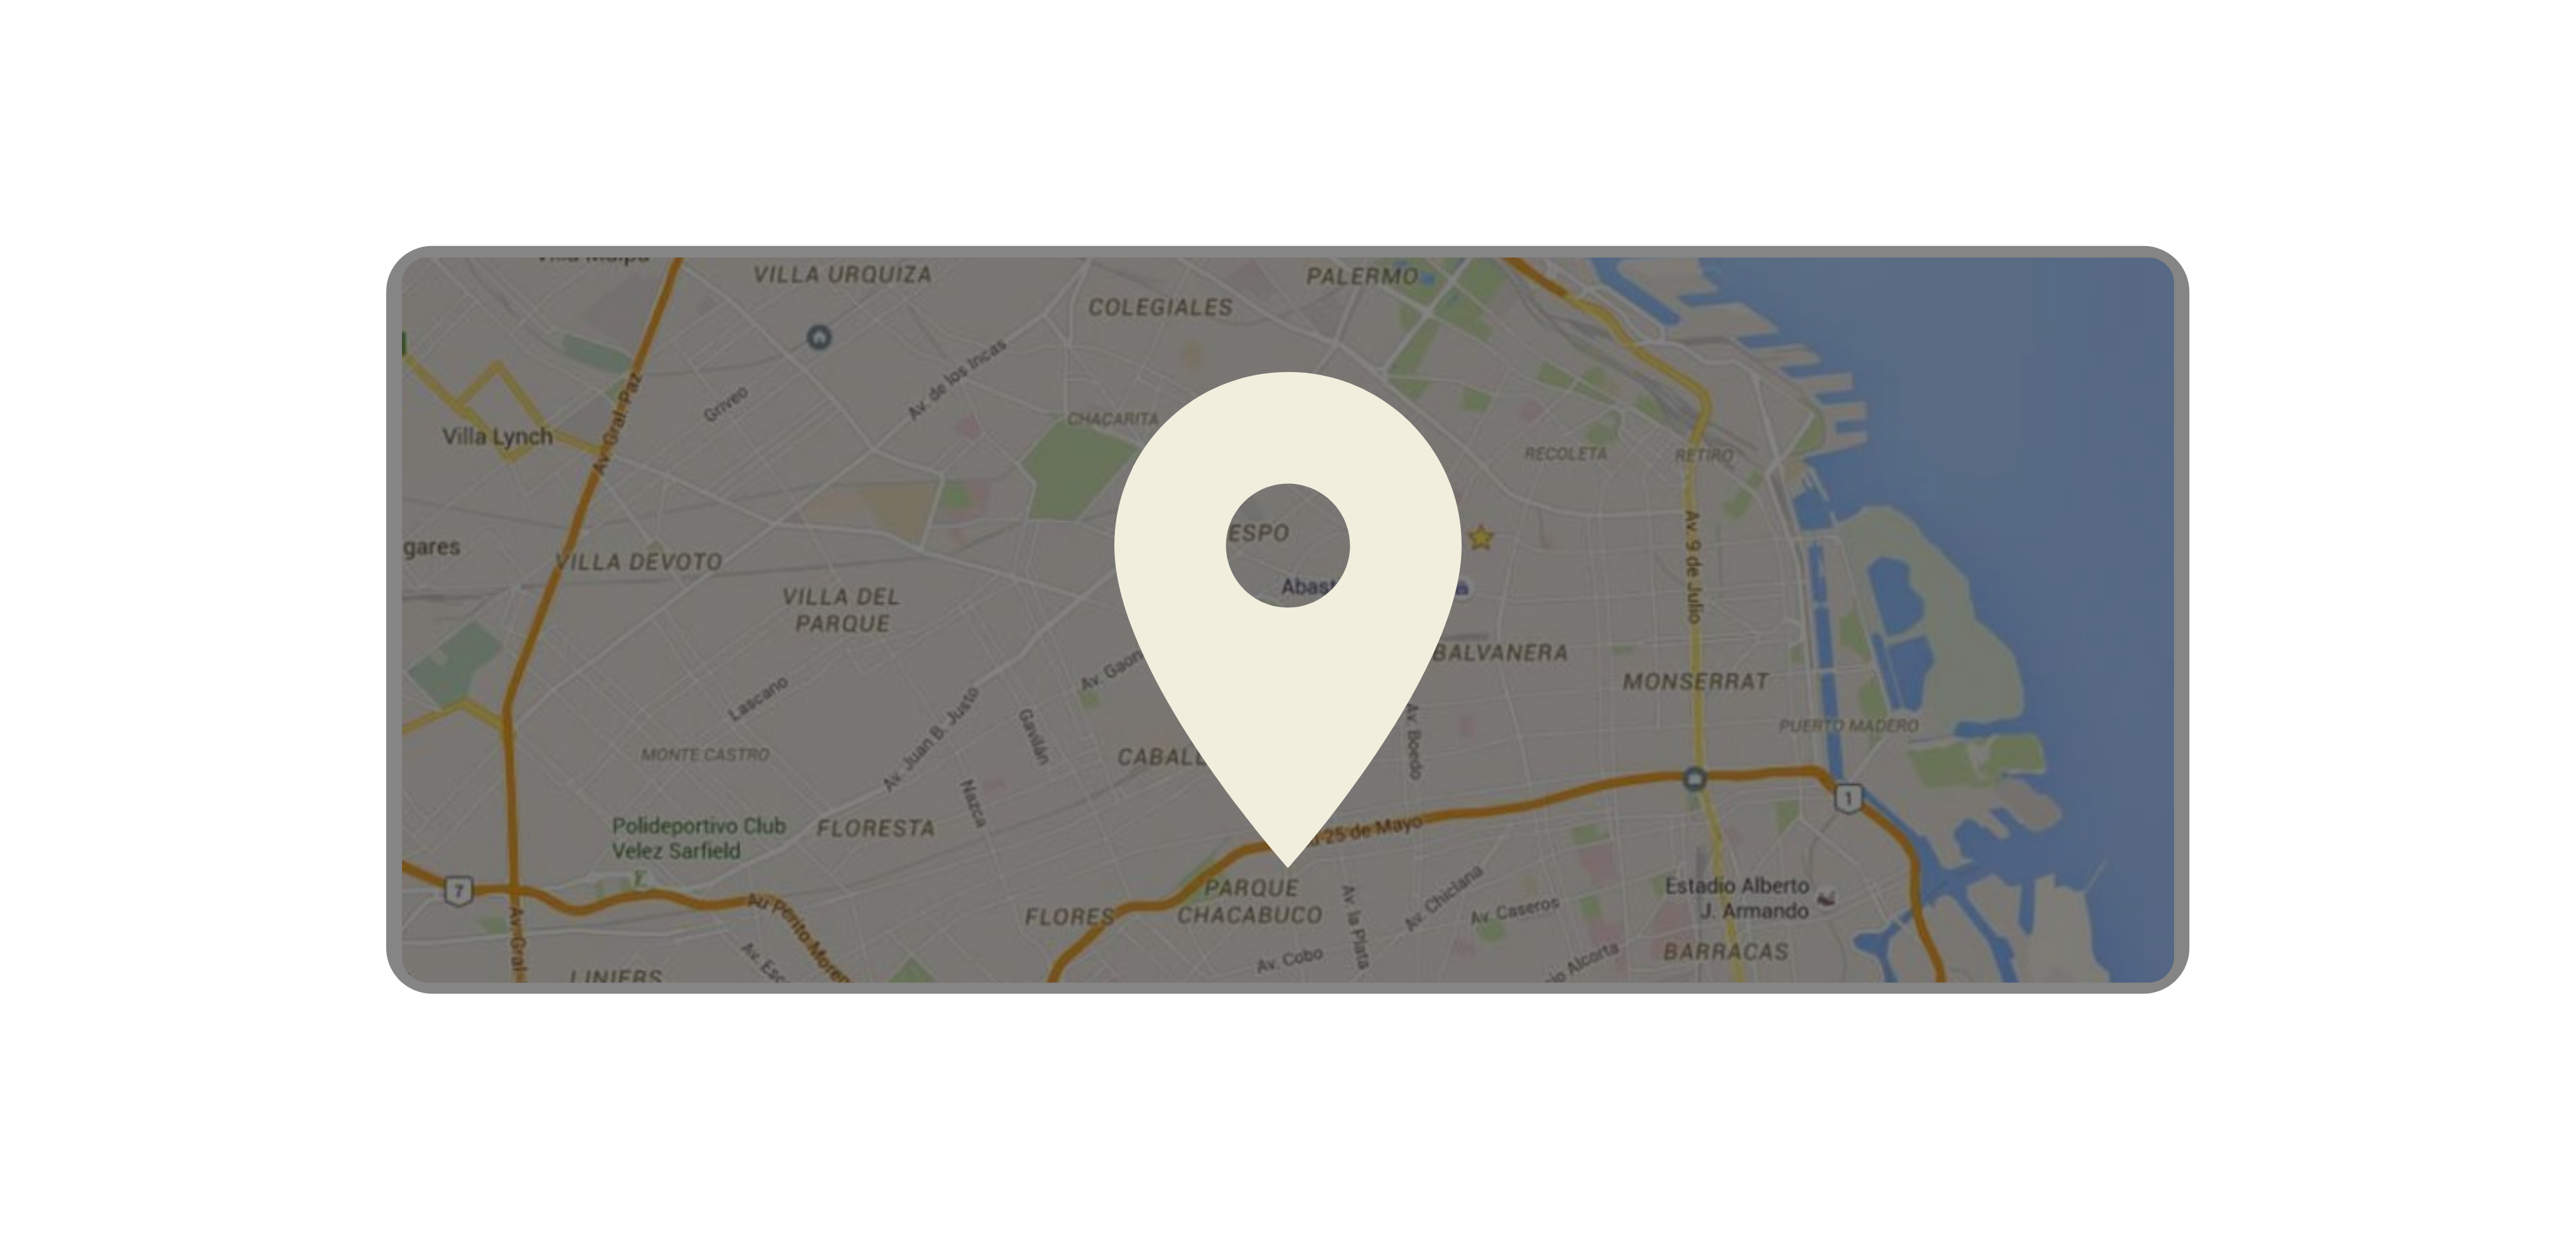 VILLA URQUIZA
PALERMO
COLEGIALES
Av. de los Incas
Griveo
Av. Gral. Paz
CHACARITA
Villa Lynch
RECOLETA
RETIRO
ESPO
gares
VILLA DEVOTO
Av. 9 de Julio
Abast
VILLA DEL
PARQUE
BALVANERA
Av. Gaon
MONSERRAT
Lascano
Av. Juan B. Justo
Gavilán
Av. Boedo
PUERTO MADERO
MONTE CASTRO
CABALL
Nazca
1
Polideportivo Club
Velez Sarfield
FLORESTA
25 de Mayo
7
PARQUE
CHACABUCO
FLORES
Av. la Plata
Av. Chiclana
Av. Caseros
Estadio Alberto
J. Armando
Au Perito Moren
Av. Gral
Av. Esc
Av. Cobo
io Alcorta
BARRACAS
LINIERS